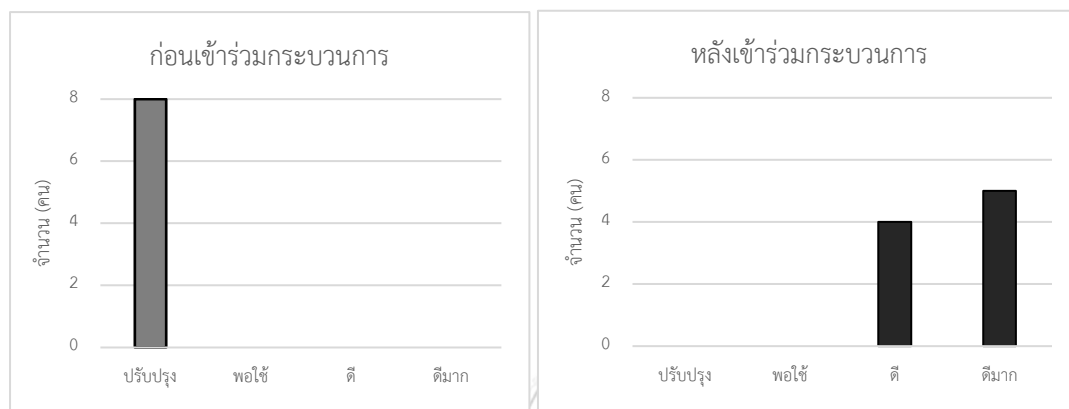 ก่อนเข้าร่วมกระบวนการ
8
6
4
2
0
จำนวน (คน)
ปรับปรุง พอใช้ ดี ดีมาก
หลังเข้าร่วมกระบวนการ
8
6
4
2
0
จำนวน (คน)
ปรับปรุง พอใช้ ดี ดีมาก